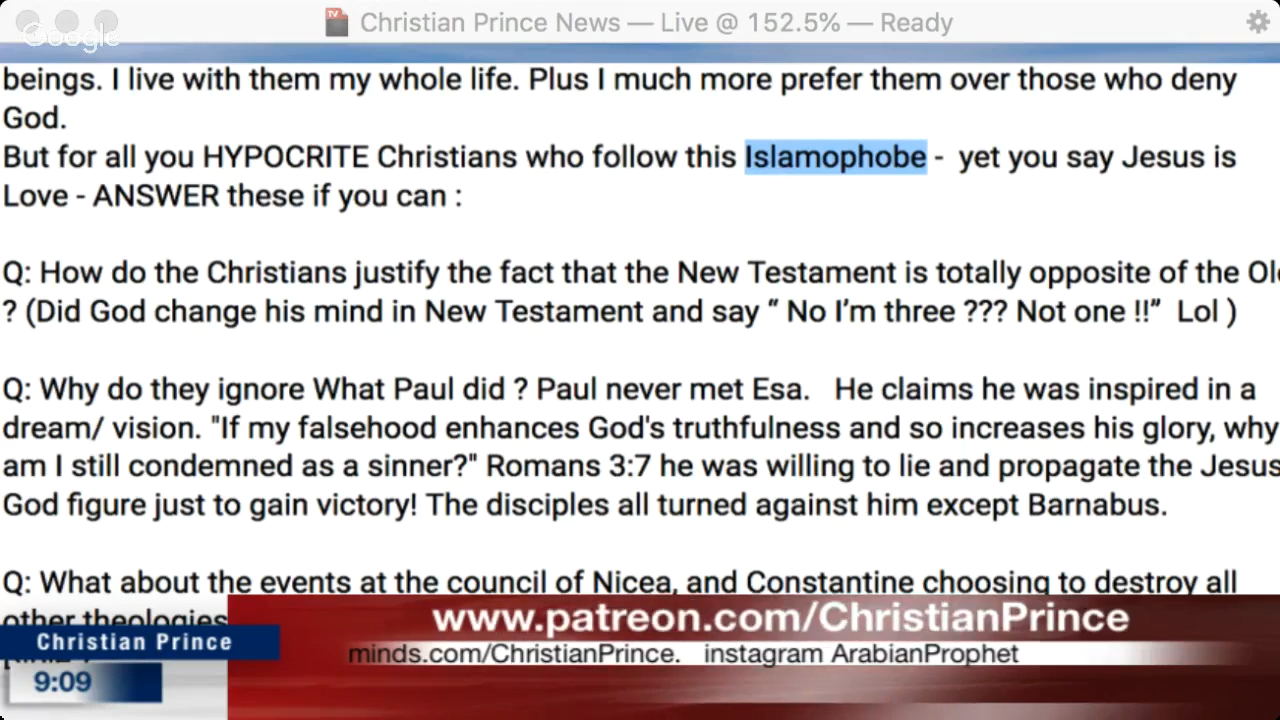 Christian Prince News — Live @ 152.5% — Ready
Google
beings. I live with them my whole life. Plus I much more prefer them over those who deny
God.
But for all you HYPOCRITE Christians who follow this Islamophobe - yet you say Jesus is
Love - ANSWER these if you can :
Q: How do the Christians justify the fact that the New Testament is totally opposite of the Old
? (Did God change his mind in New Testament and say “ No I’m three ??? Not one !!” Lol )
Q: Why do they ignore What Paul did ? Paul never met Esa. He claims he was inspired in a
dream/ vision. "If my falsehood enhances God's truthfulness and so increases his glory, why
am I still condemned as a sinner?" Romans 3:7 he was willing to lie and propagate the Jesus
God figure just to gain victory! The disciples all turned against him except Barnabus.
Q: What about the events at the council of Nicea, and Constantine choosing to destroy all
other theologies
www.patreon.com/ChristianPrince
Christian Prince
minds.com/ChristianPrince. instagram ArabianProphet
9:09